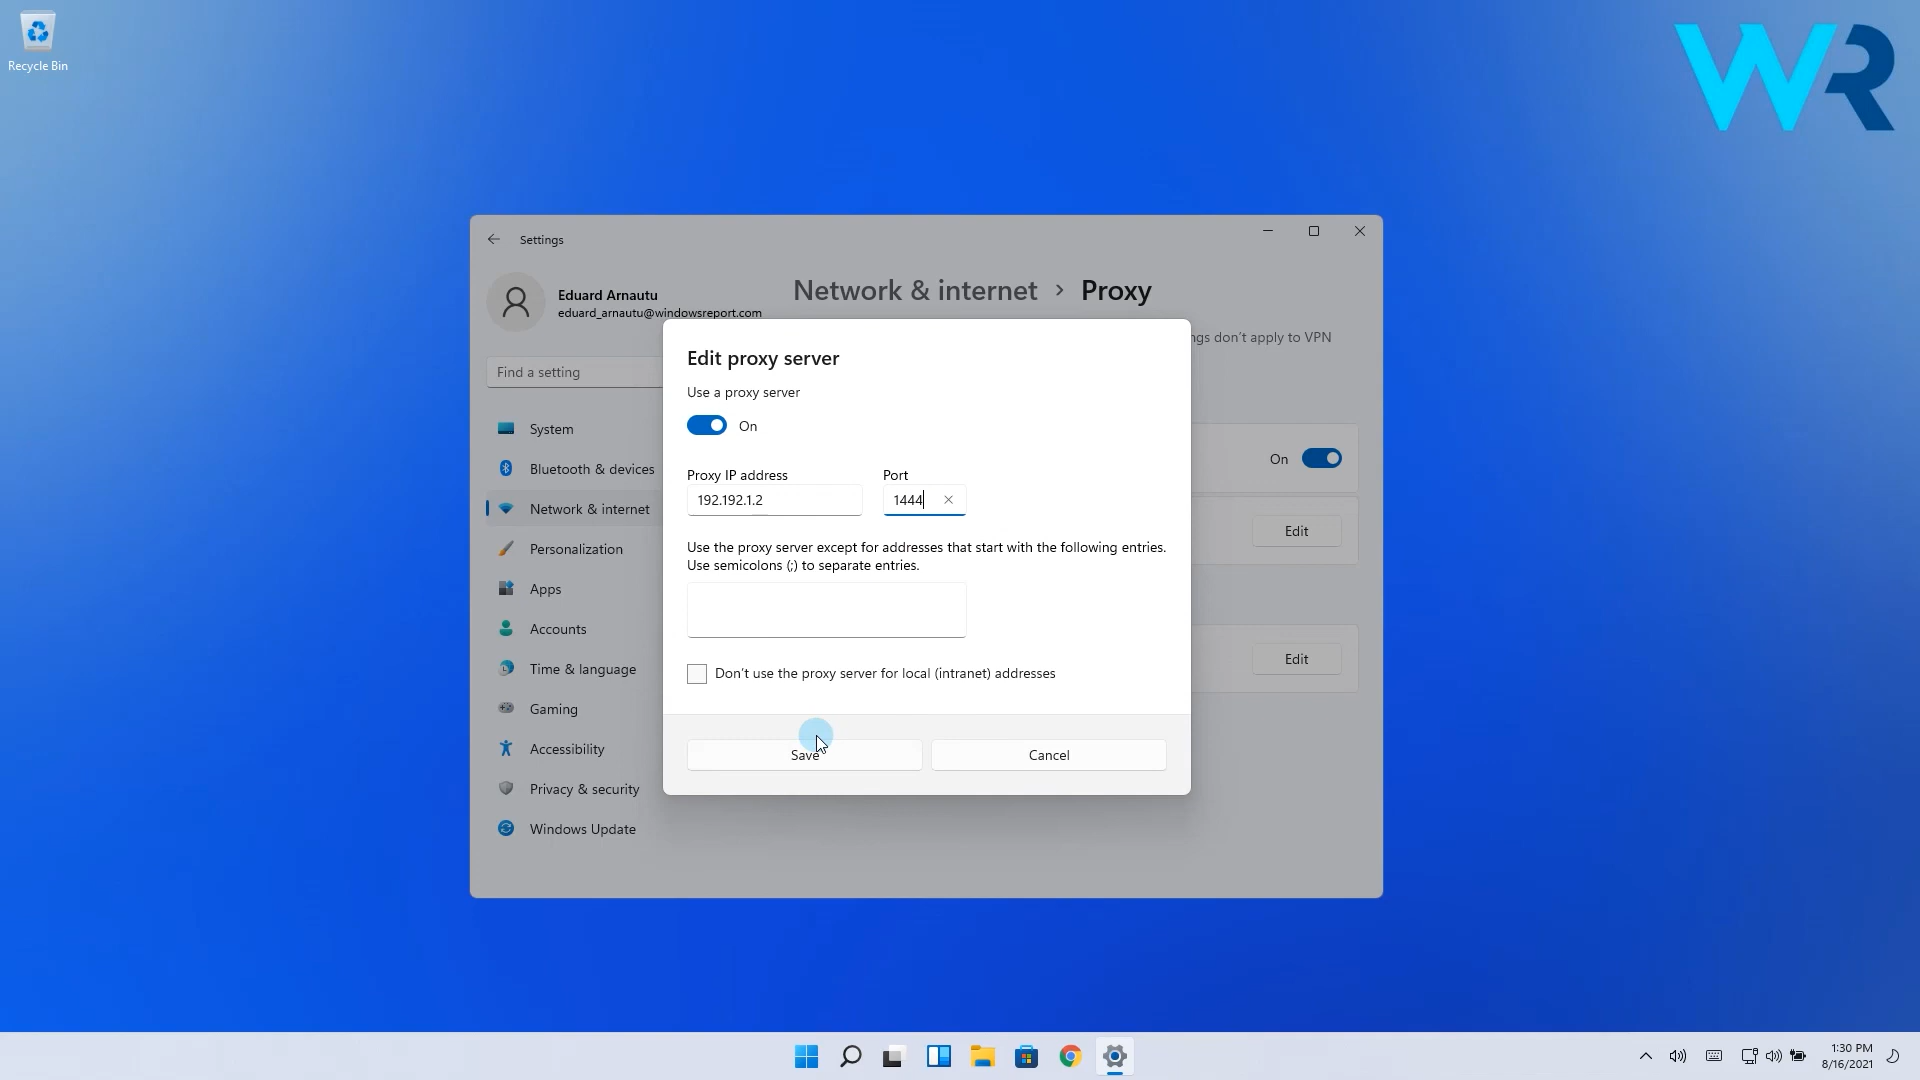 Recycle Bin
WR
Settings
Eduard Arnautu
eduard_arnautu@windowsreport.com
Network & internet › Proxy
ngs don't apply to VPN
Find a setting
System
Bluetooth & devices
Network & internet
Personalization
Apps
Accounts
Time & language
Gaming
Accessibility
Privacy & security
Windows Update
On
Edit
Edit
Edit proxy server
Use a proxy server
On
Proxy IP address Port
192.192.1.2 1444
Use the proxy server except for addresses that start with the following entries.
Use semicolons (;) to separate entries.
Don't use the proxy server for local (intranet) addresses
Save Cancel
1:30 PM
8/16/2021